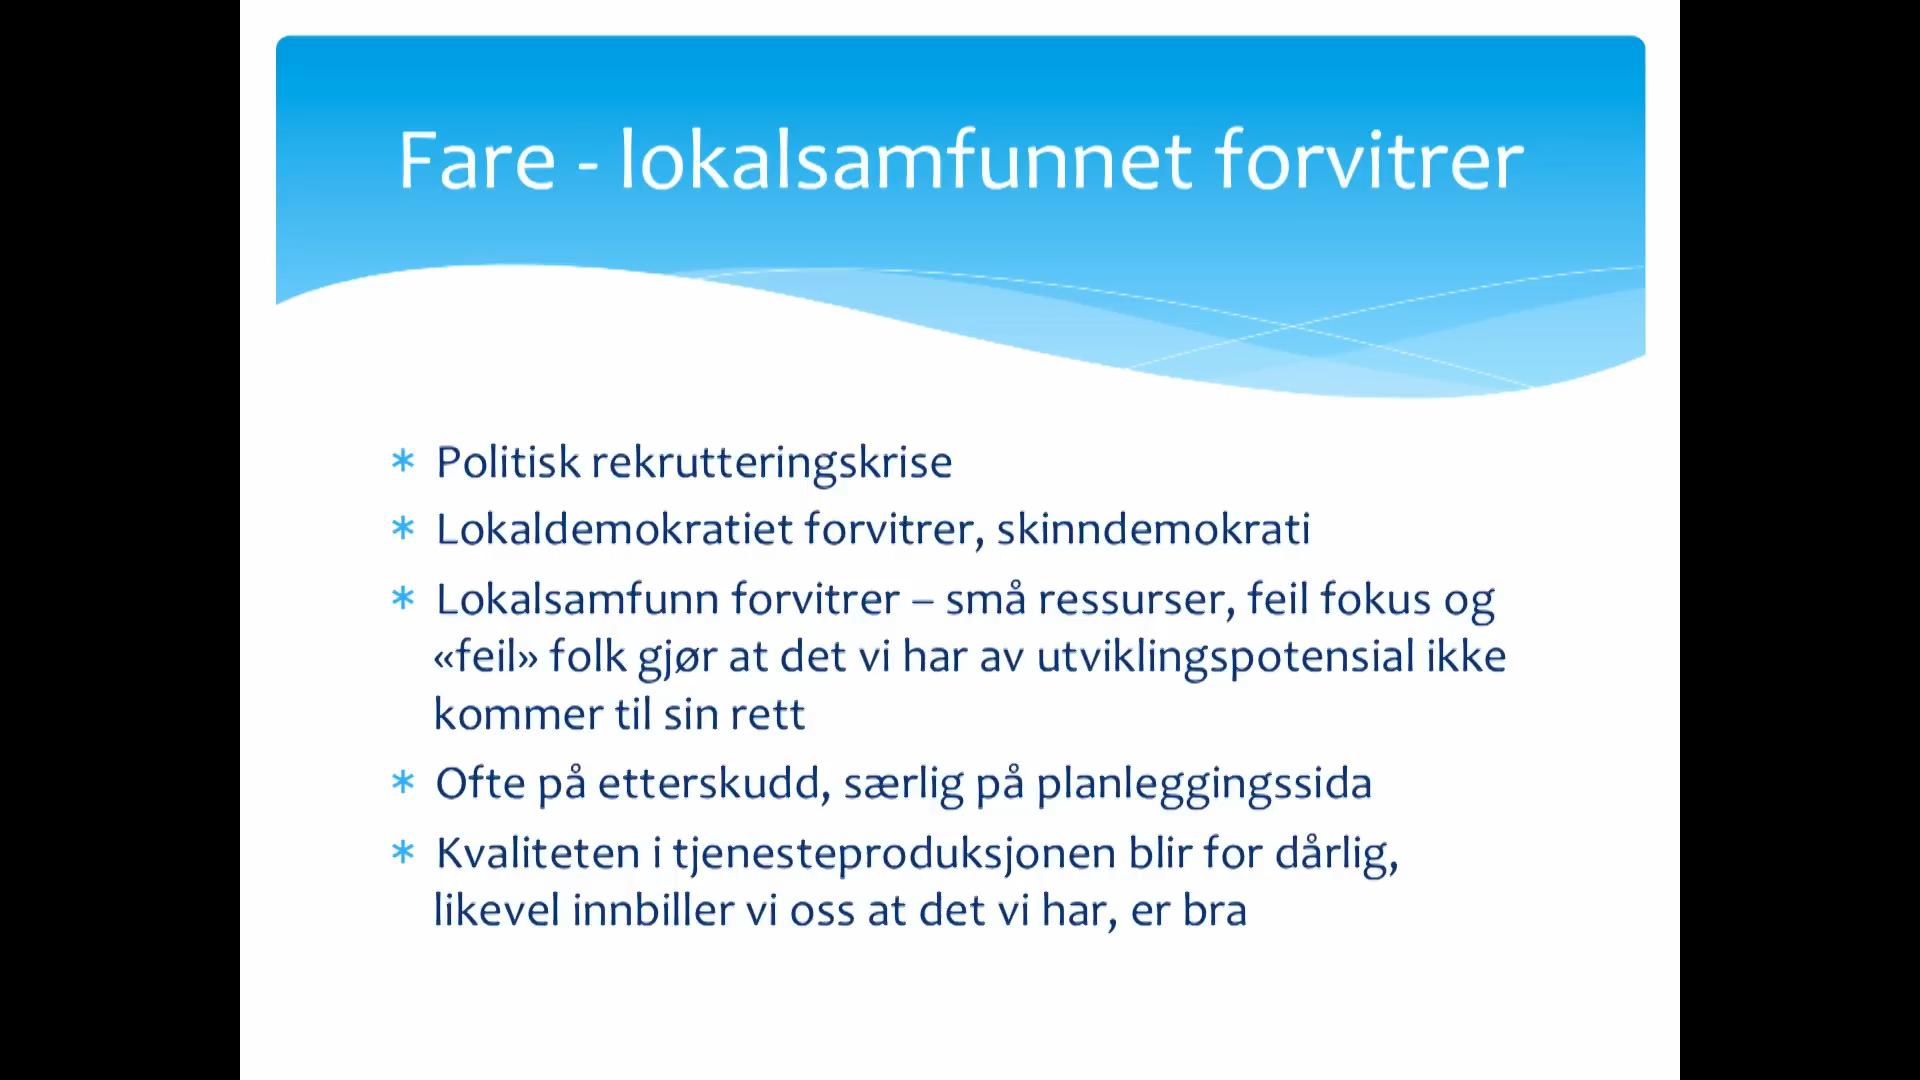 Fare - lokalsamfunnet forvitrer
* Politisk rekrutteringskrise
* Lokaldemokratiet forvitrer, skinndemokrati
* Lokalsamfunn forvitrer – små ressurser, feil fokus og
«feil» folk gjør at det vi har av utviklingspotensial ikke
kommer til sin rett
* Ofte på etterskudd, særlig på planleggingssida
* Kvaliteten i tjenesteproduksjonen blir for dårlig,
likevel innbiller vi oss at det vi har, er bra